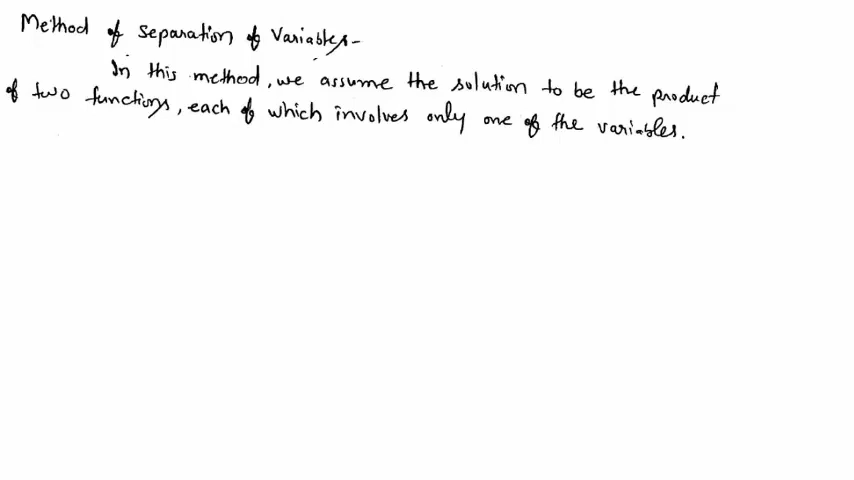 Method of Separation of Variables-
In this method, we assume the solution to be the product
of two functions, each of which involves only one of the variables.